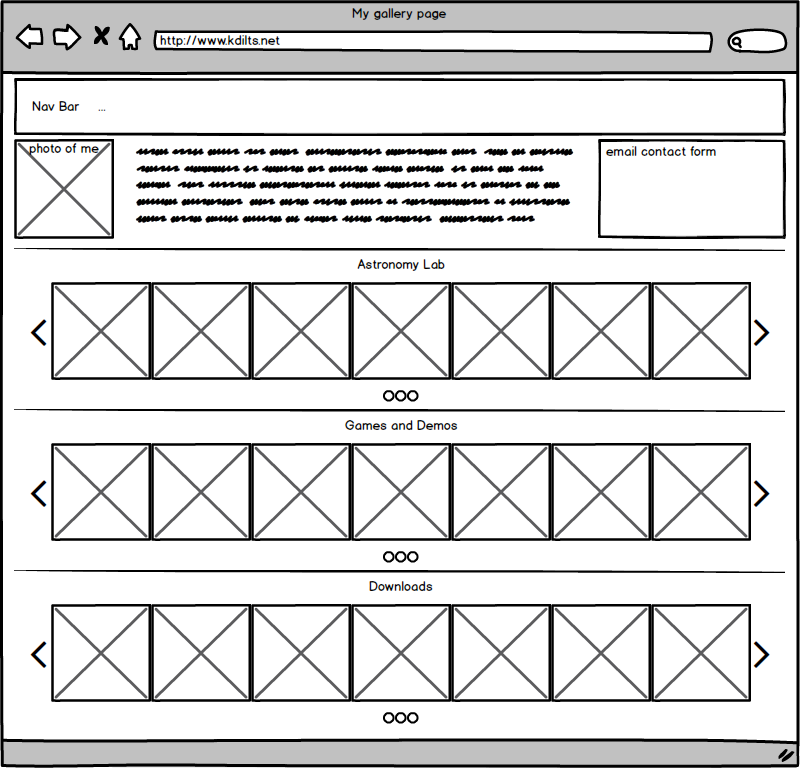 My gallery page
http://www.kdilts.net
Nav Bar ...
photo of me
email contact form
Astronomy Lab
Games and Demos
Downloads